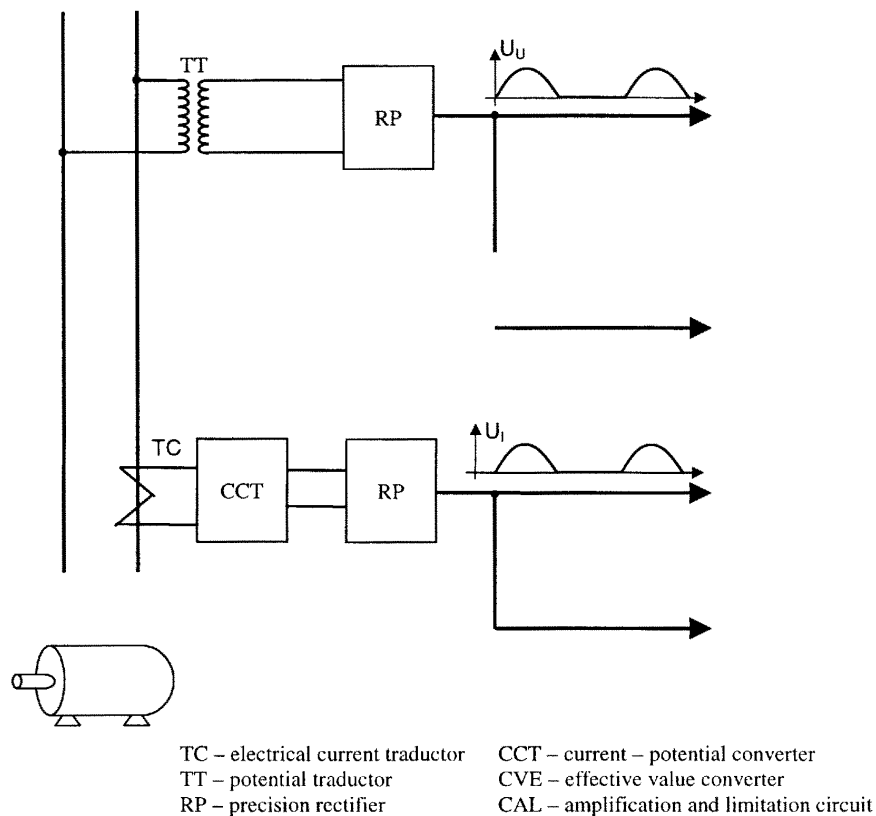 TT
RP
U_U
TC
CCT
RP
U_I
TC – electrical current traductor
TT – potential traductor
RP – precision rectifier
CCT – current – potential converter
CVE – effective value converter
CAL – amplification and limitation circuit